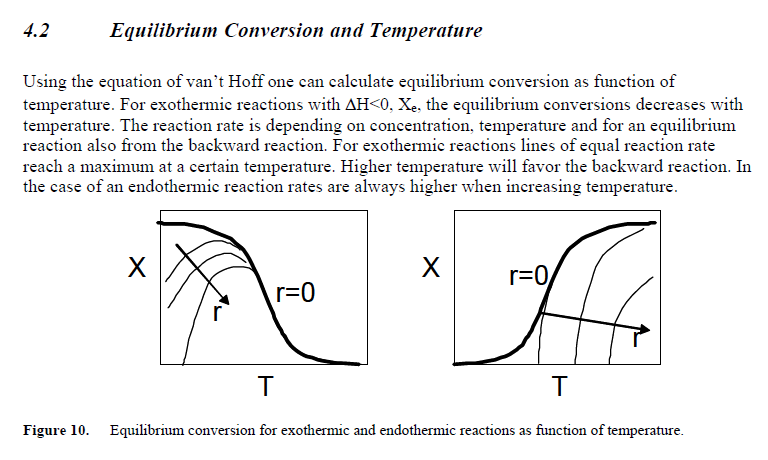 4.2 Equilibrium Conversion and Temperature
Using the equation of van’t Hoff one can calculate equilibrium conversion as function of
temperature. For exothermic reactions with ΔH<0, Xe, the equilibrium conversions decreases with
temperature. The reaction rate is depending on concentration, temperature and for an equilibrium
reaction also from the backward reaction. For exothermic reactions lines of equal reaction rate
reach a maximum at a certain temperature. Higher temperature will favor the backward reaction. In
the case of an endothermic reaction rates are always higher when increasing temperature.
X
r=0
r
T
X
r=0
r
T
Figure 10. Equilibrium conversion for exothermic and endothermic reactions as function of temperature.